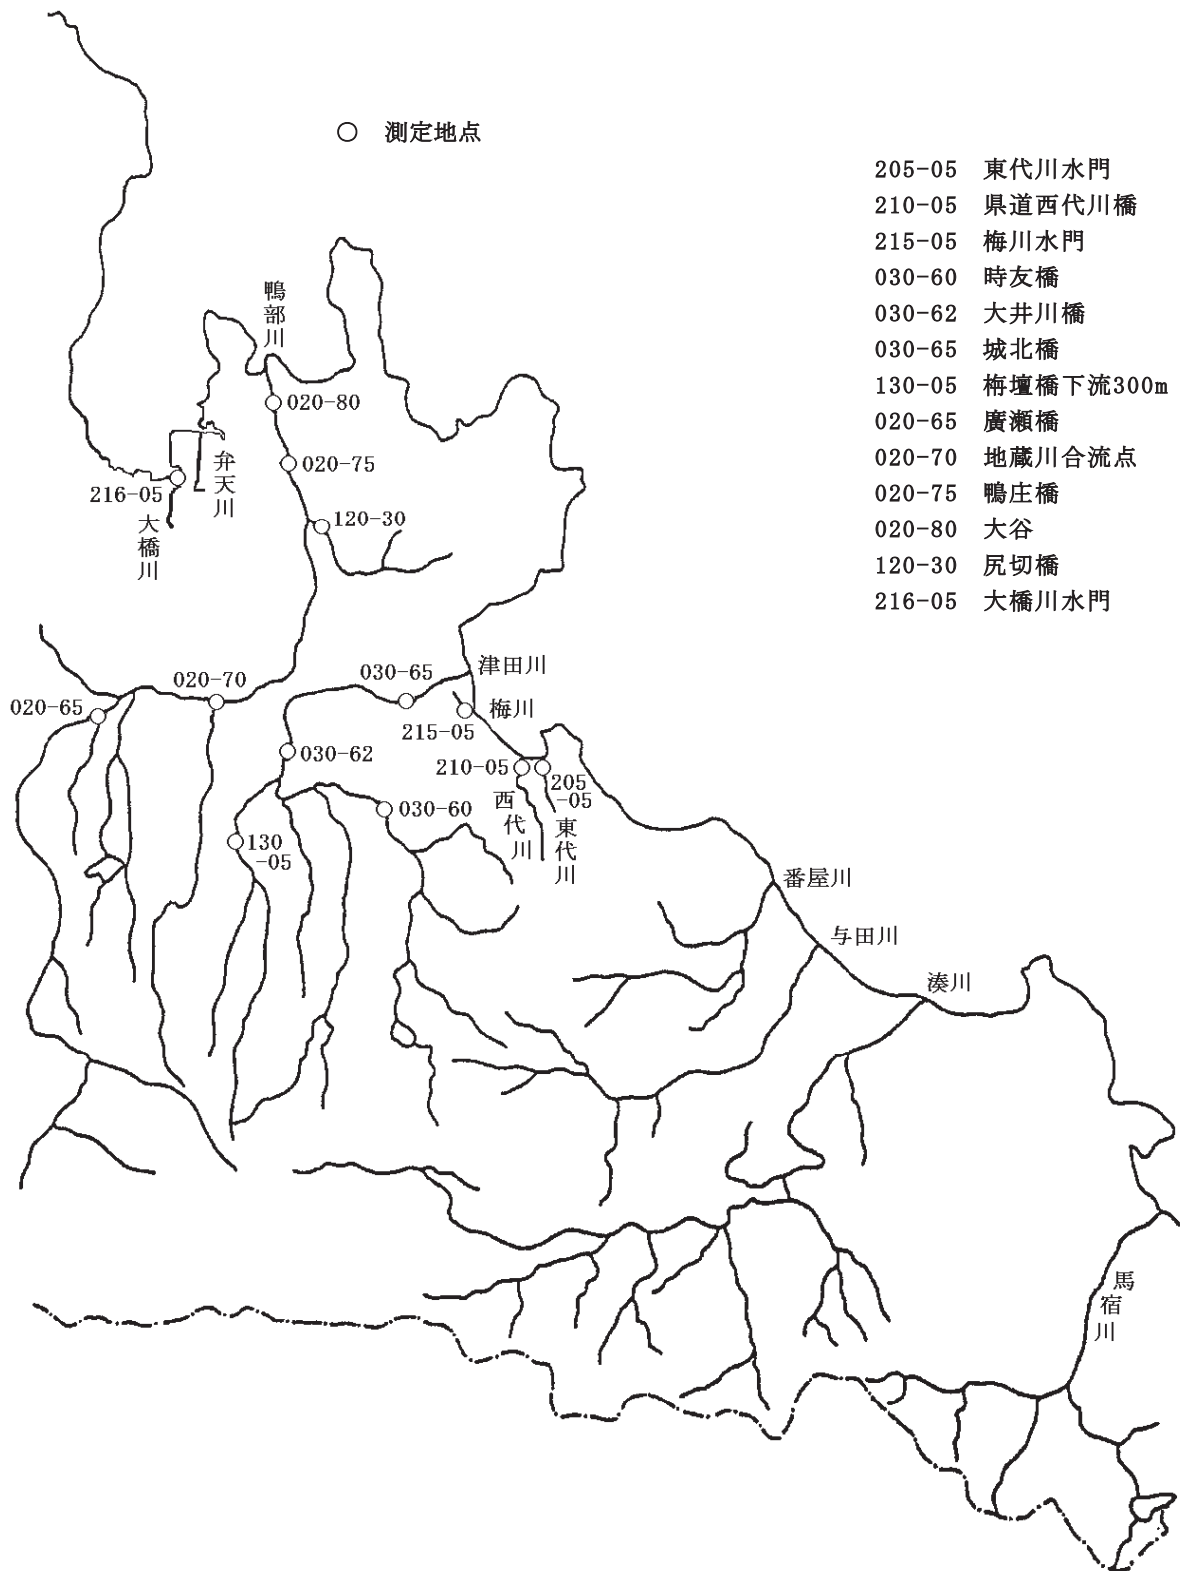 ○ 測定地点
205-05 東代川水門
210-05 県道西代川橋
215-05 梅川水門
030-60 時友橋
030-62 大井川橋
030-65 城北橋
130-05 栴壇橋下流300m
020-65 廣瀬橋
020-70 地蔵川合流点
020-75 鴨庄橋
020-80 大谷
120-30 尻切橋
216-05 大橋川水門
鴨部川
020-80
020-75
弁天川
216-05
大橋川
120-30
津田川
030-65
020-70
020-65
梅川
215-05
030-62
210-05
205
-05
西代川
東代川
030-60
130
-05
番屋川
与田川
湊川
馬宿川